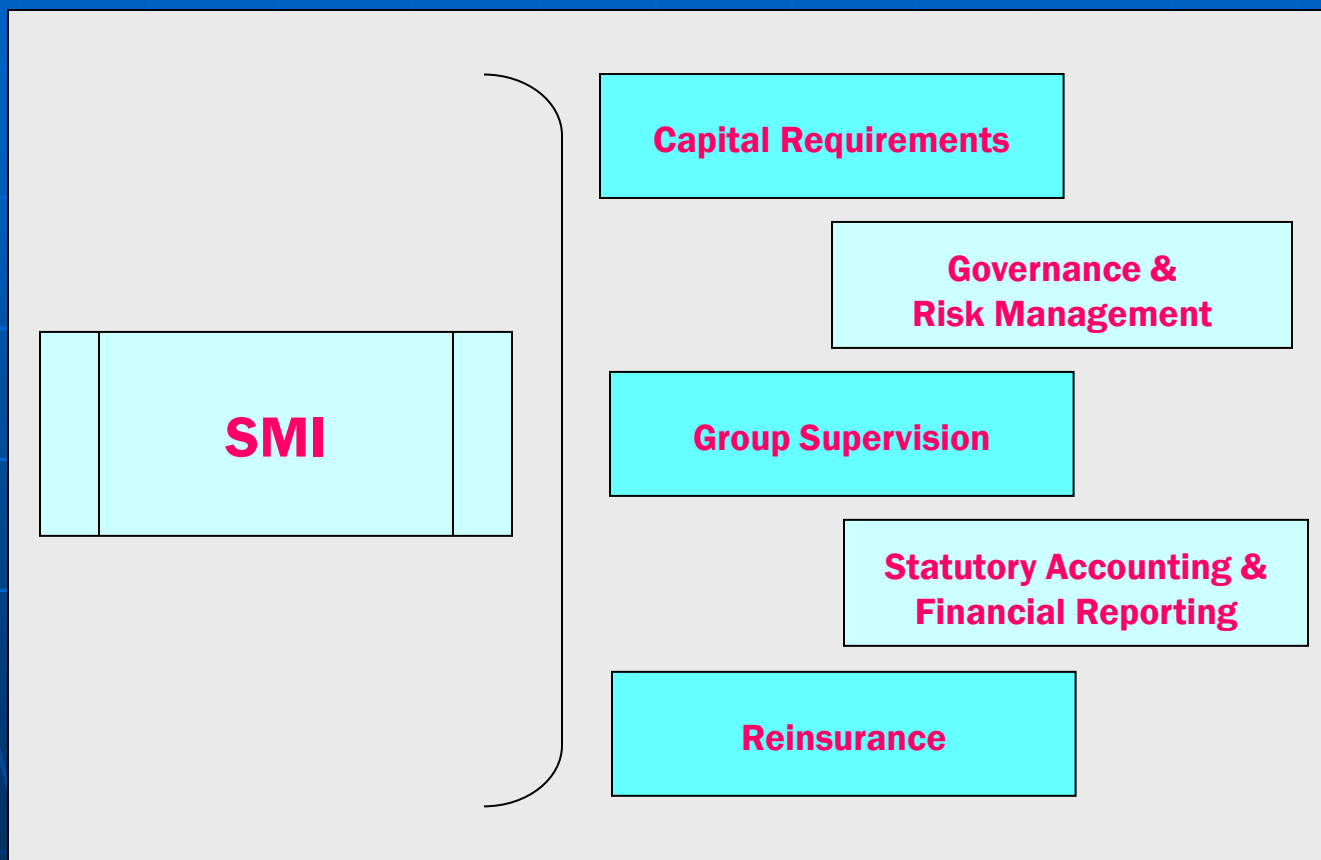 SMI
Capital Requirements
Governance &
Risk Management
Group Supervision
Statutory Accounting &
Financial Reporting
Reinsurance